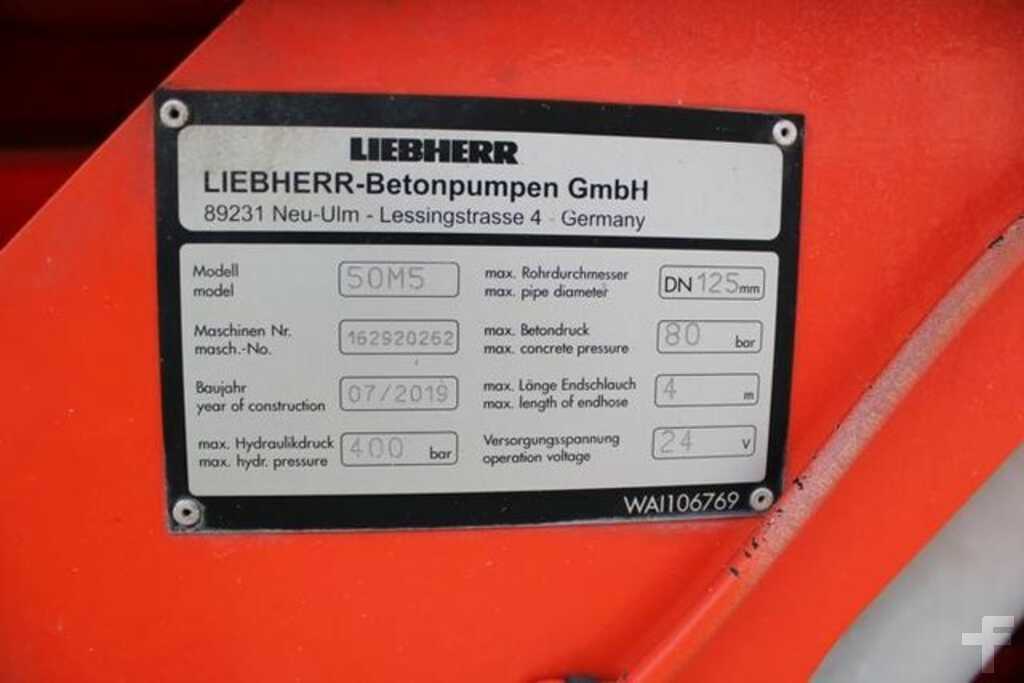 LIEBHERR
LIEBHERR-Betonpumpen GmbH
89231 Neu-Ulm - Lessingstrasse 4 - Germany
Modell
model
50M5
Maschinen Nr.
masch.-No.
162920262
Baujahr
year of construction
07/2019
max. Hydraulikdruck
max. hydr. pressure
400 bar
max. Rohrdurchmesser
max. pipe diameter
DN 125 mm
max. Betondruck
max. concrete pressure
80 bar
max. Länge Endschlauch
max. length of endhose
4 m
Versorgungsspannung
operation voltage
24 V
WAI106769